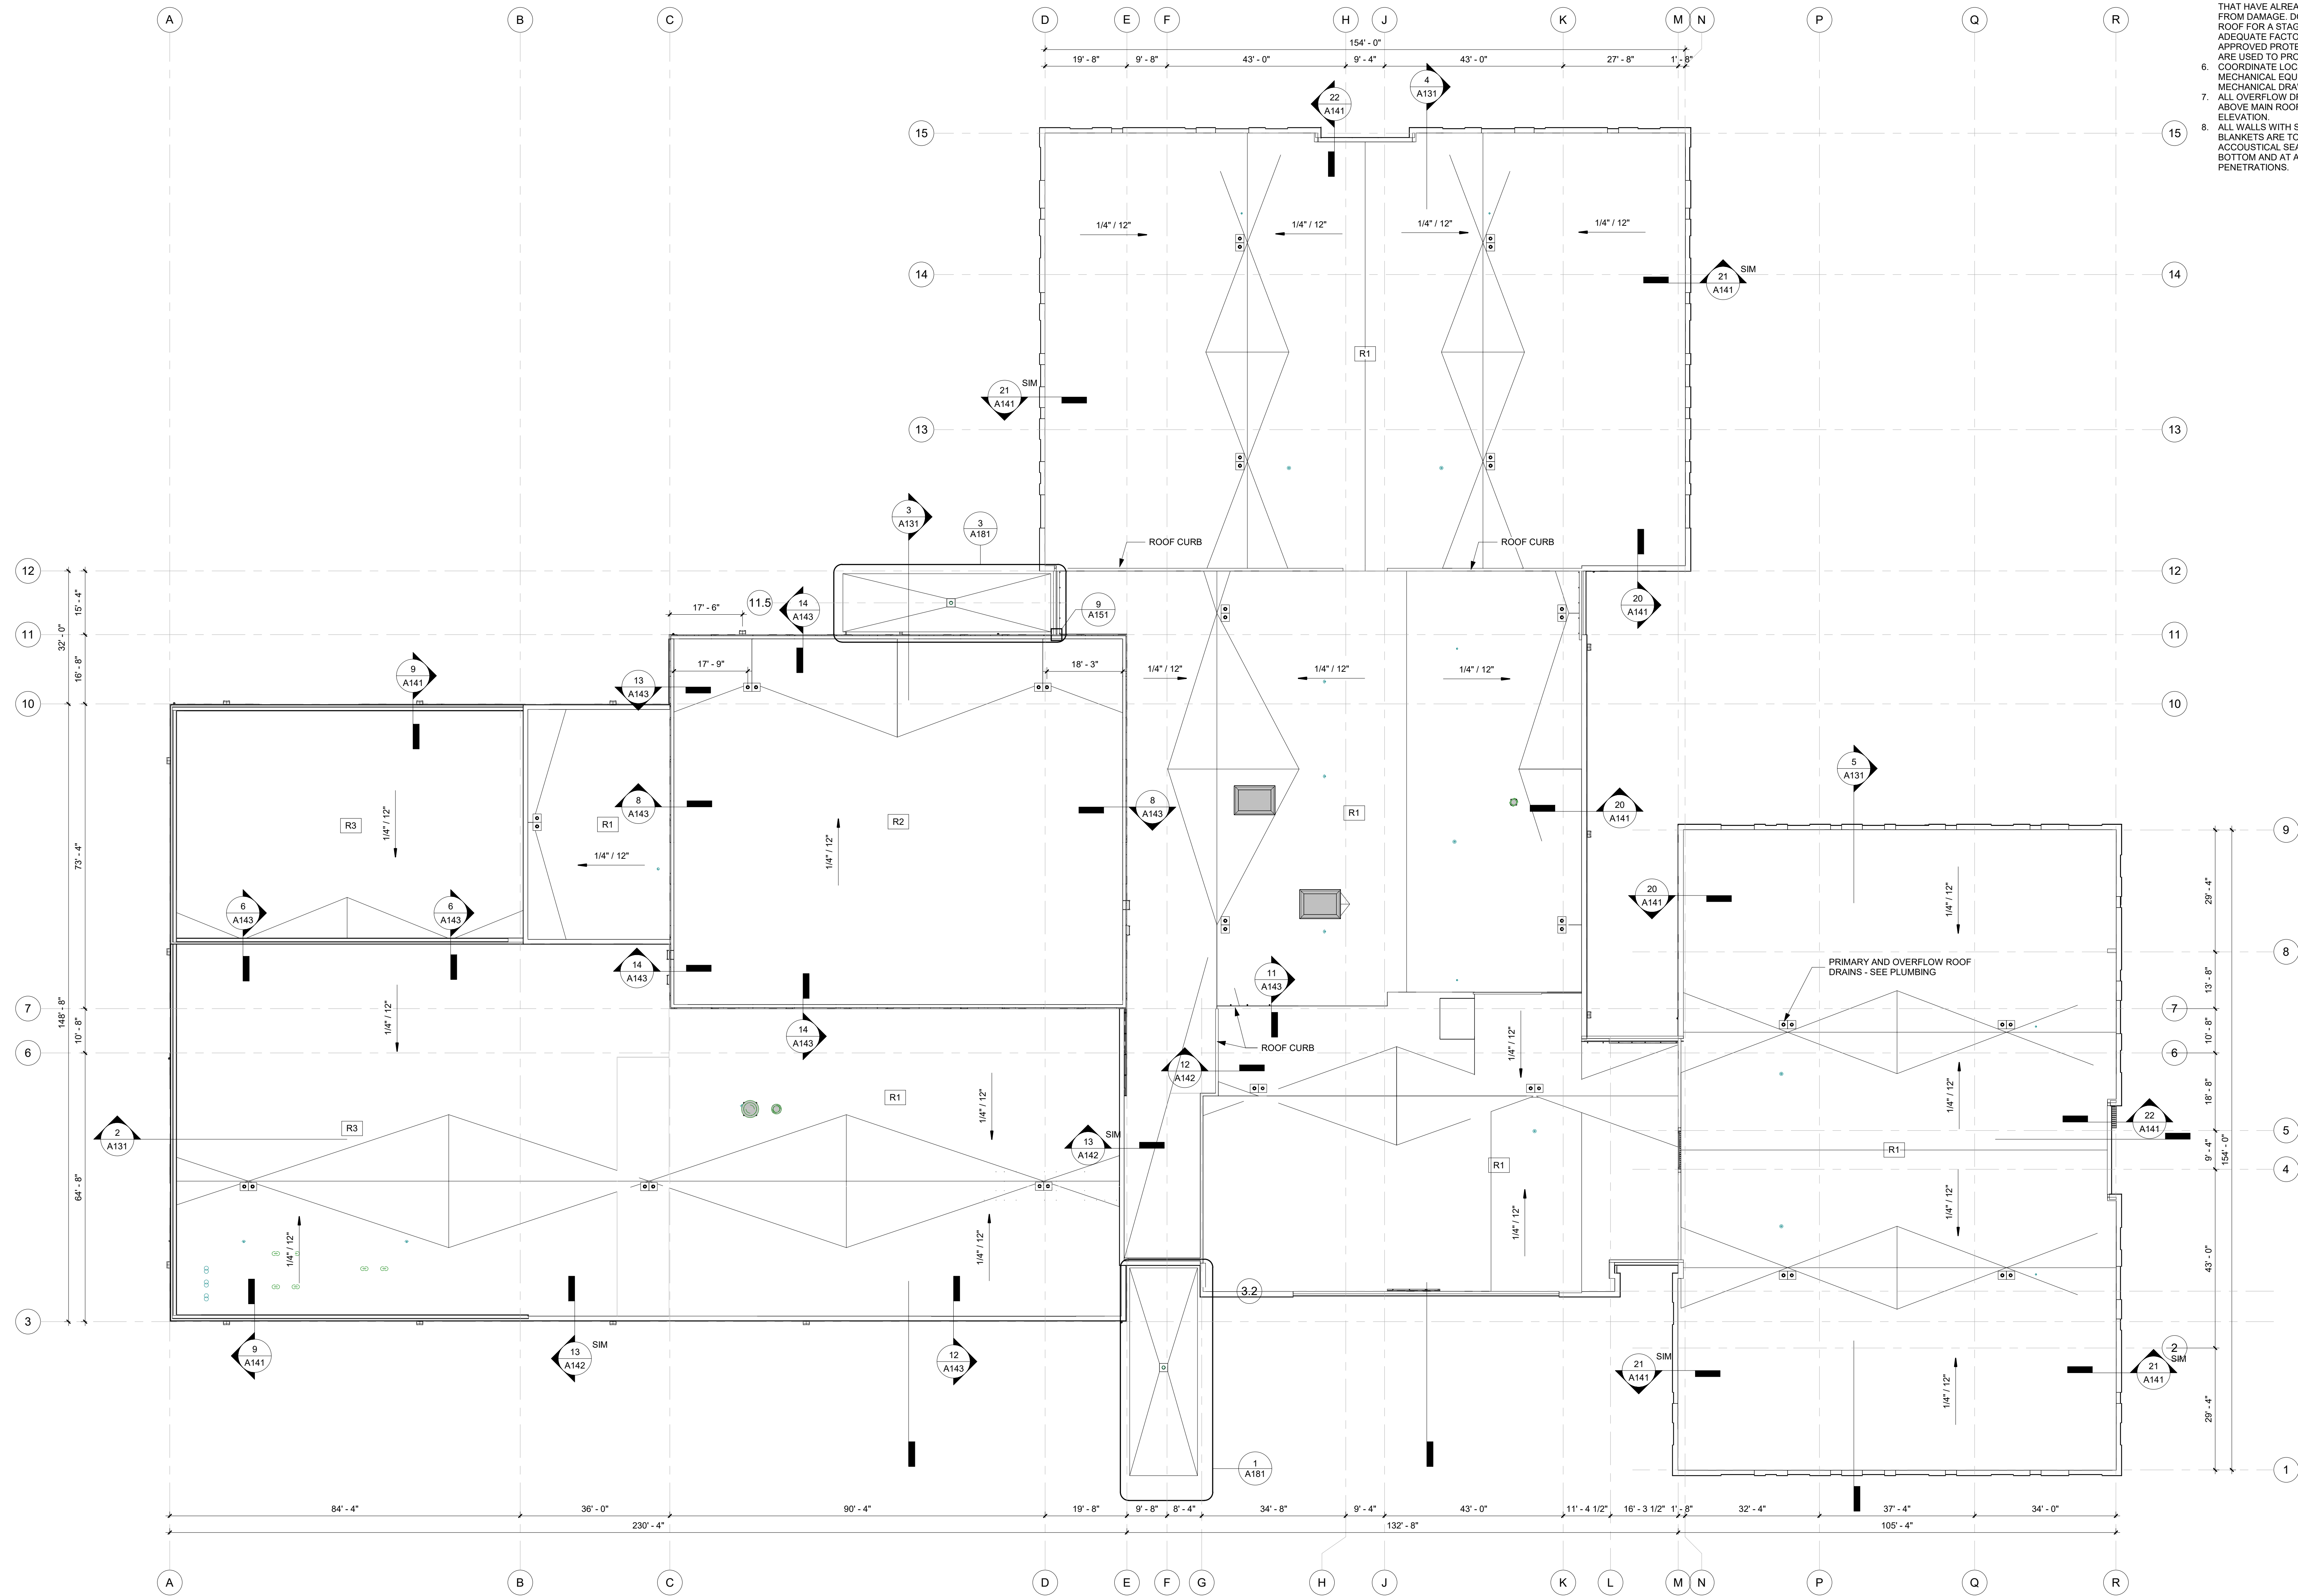 A
B
C
D
E
F
H
J
K
M
N
P
Q
R
THAT HAVE ALREA
FROM DAMAGE. D
ROOF FOR A STAG
ADEQUATE FACTO
APPROVED PROTE
ARE USED TO PRO
6. COORDINATE LOC
MECHANICAL EQU
MECHANICAL DRA
7. ALL OVERFLOW DR
ABOVE MAIN ROOF
ELEVATION.
8. ALL WALLS WITH S
BLANKETS ARE TO
ACCOUSTICAL SEA
BOTTOM AND AT A
PENETRATIONS.
154' - 0"
19' - 8"
9' - 8"
43' - 0"
9' - 4"
43' - 0"
27' - 8"
1' - 8"
4
A131
22
A141
15
15
1/4" / 12"
1/4" / 12"
1/4" / 12"
1/4" / 12"
14
14
21
A141
SIM
R1
21
A141
SIM
13
13
3
A131
3
A181
ROOF CURB
ROOF CURB
12
12
15' - 4"
32' - 0"
16' - 8"
11.5
17' - 6"
14
A143
9
A151
20
A141
11
11
9
A141
13
A143
17' - 9"
18' - 3"
1/4" / 12"
1/4" / 12"
1/4" / 12"
10
10
5
A131
8
A143
8
A143
20
A141
R3
1/4" / 12"
R1
1/4" / 12"
1/4" / 12"
R2
R1
9
73' - 4"
29' - 4"
6
A143
6
A143
20
A141
1/4" / 12"
8
14
A143
11
A143
PRIMARY AND OVERFLOW ROOF
DRAINS - SEE PLUMBING
13' - 8"
7
7
148' - 8"
10' - 8"
1/4" / 12"
14
A143
ROOF CURB
1/4" / 12"
10' - 8"
6
6
12
A142
R1
1/4" / 12"
1/4" / 12"
18' - 8"
2
A131
R3
13
A142
SIM
22
A141
5
R1
R1
9' - 4"
154' - 0"
4
64' - 8"
1/4" / 12"
1/4" / 12"
1/4" / 12"
1/4" / 12"
43' - 0"
3.2
3
9
A141
13
A142
SIM
12
A143
21
A141
SIM
21
A141
SIM
2
1/4" / 12"
29' - 4"
1
A181
1
84' - 4"
36' - 0"
90' - 4"
19' - 8"
9' - 8"
8' - 4"
34' - 8"
9' - 4"
43' - 0"
11' - 4 1/2"
16' - 3 1/2"
1' - 8"
32' - 4"
37' - 4"
34' - 0"
230' - 4"
132' - 8"
105' - 4"
A
B
C
D
E
F
G
H
J
K
L
M
N
P
Q
R